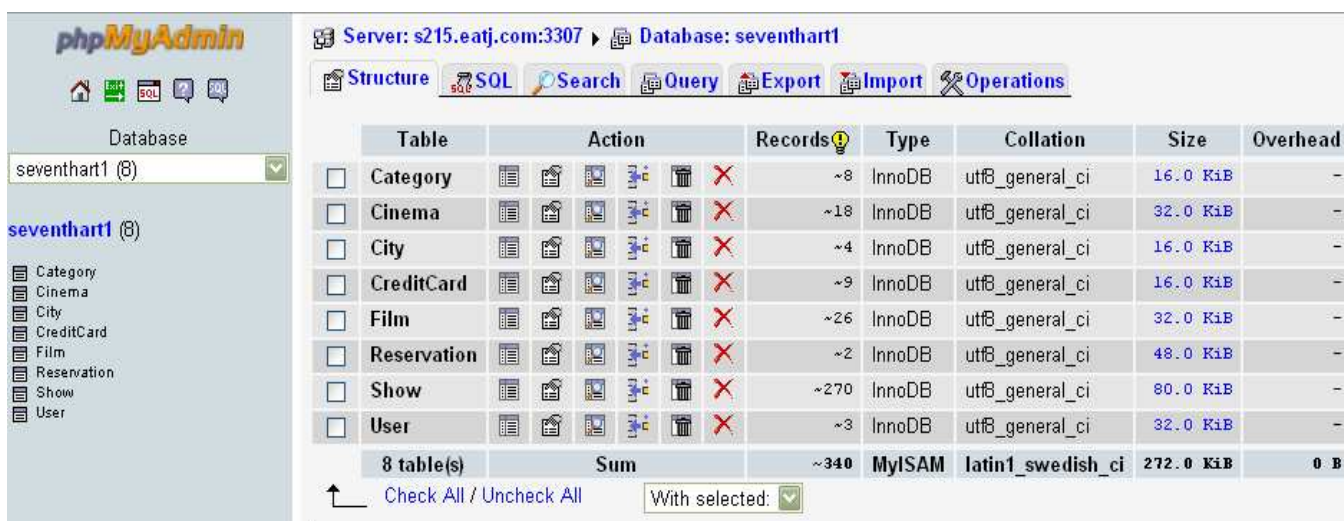 phpMyAdmin
Database
seventhart1 (8)
seventhart1 (8)
Category
Cinema
City
CreditCard
Film
Reservation
Show
User
Server: s215.eatj.com:3307 Database: seventhart1
Structure SQL Search Query Export Import Operations
Table Action Records Type Collation Size Overhead
Category ~8 InnoDB utf8_general_ci 16.0 KiB -
Cinema ~18 InnoDB utf8_general_ci 32.0 KiB -
City ~4 InnoDB utf8_general_ci 16.0 KiB -
CreditCard ~9 InnoDB utf8_general_ci 16.0 KiB -
Film ~26 InnoDB utf8_general_ci 32.0 KiB -
Reservation ~2 InnoDB utf8_general_ci 48.0 KiB -
Show ~270 InnoDB utf8_general_ci 80.0 KiB -
User ~3 InnoDB utf8_general_ci 32.0 KiB -
8 table(s) Sum ~340 MyISAM latin1_swedish_ci 272.0 KiB 0 B
Check All / Uncheck All With selected: